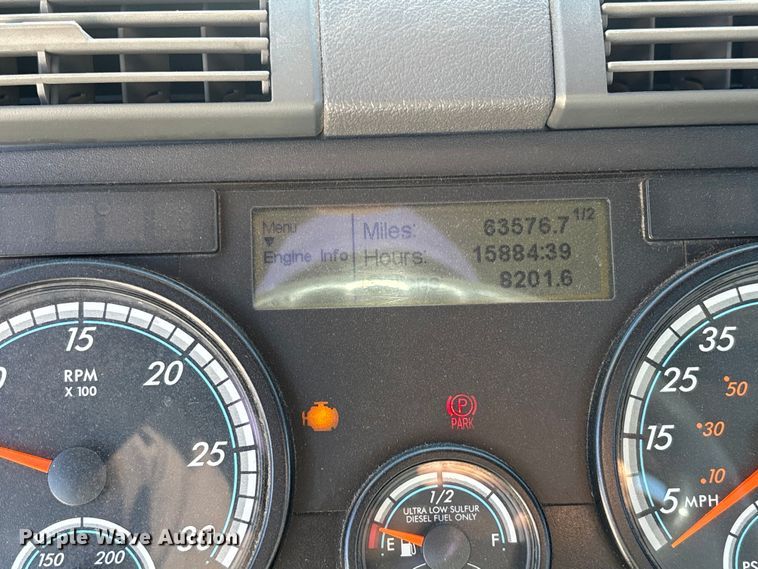 Menu
Engine Info
Miles: 63576.7 1/2
Hours: 15884:39
8201.6
15
20
25
30
RPM
X 100
150
200
PARK
1/2
ULTRA LOW SULFUR
DIESEL FUEL ONLY
E
F
35
25
15
5
MPH
50
30
10
PS
Purple Wave Auction